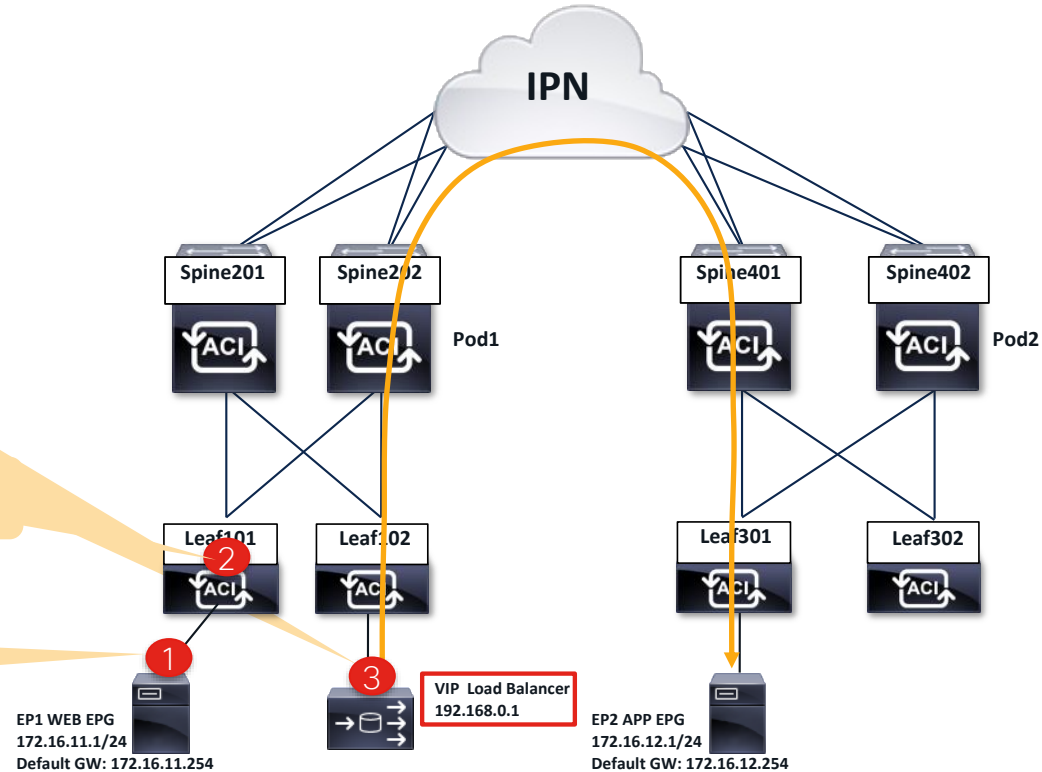 IPN
Spine201
Spine202
Spine401
Spine402
ACI
ACI
Pod1
ACI
ACI
Pod2
Leaf101
Leaf102
Leaf301
Leaf302
2
ACI
ACI
ACI
ACI
1
3
VIP Load Balancer
192.168.0.1
EP1 WEB EPG
172.16.11.1/24
Default GW: 172.16.11.254
EP2 APP EPG
172.16.12.1/24
Default GW: 172.16.12.254